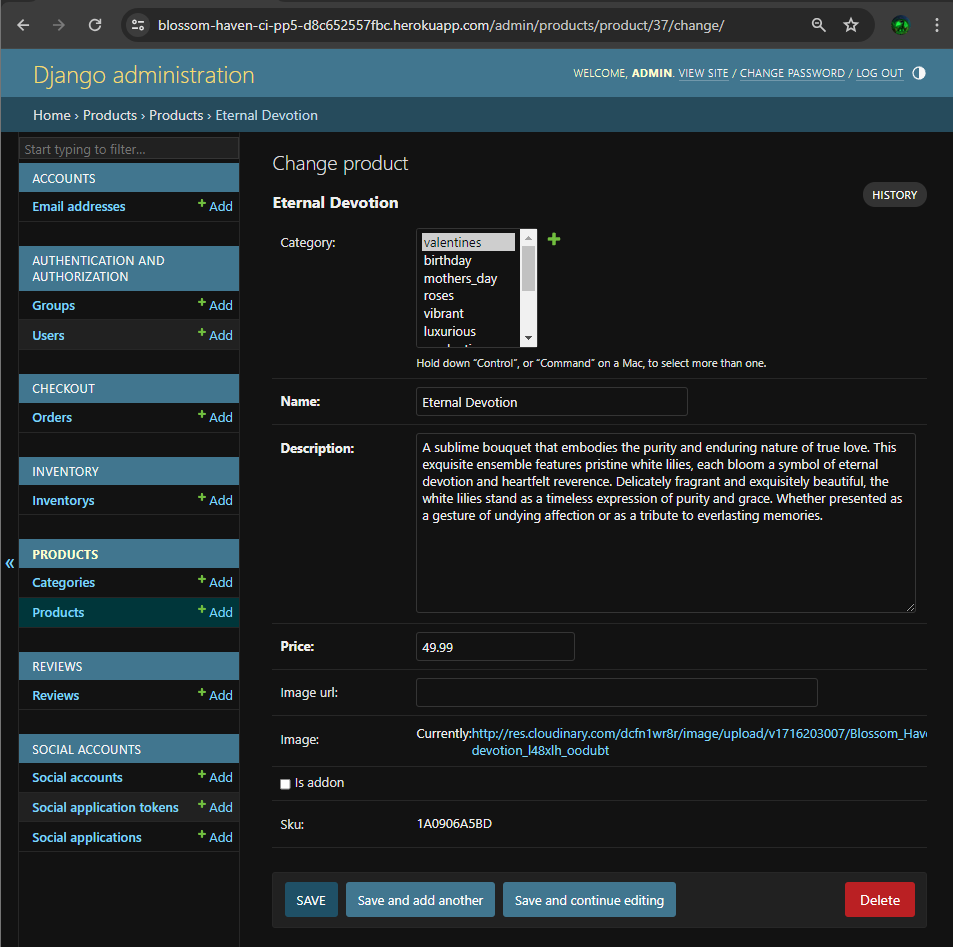 blossom-haven-ci-pp5-d8c652557fbc.herokuapp.com/admin/products/product/37/change/
Django administration
WELCOME, ADMIN. VIEW SITE / CHANGE PASSWORD / LOG OUT
Home › Products › Products › Eternal Devotion
Start typing to filter...
ACCOUNTS
Email addresses + Add
AUTHENTICATION AND
AUTHORIZATION
Groups + Add
Users + Add
CHECKOUT
Orders + Add
INVENTORY
Inventorys + Add
«
PRODUCTS
Categories + Add
Products + Add
REVIEWS
Reviews + Add
SOCIAL ACCOUNTS
Social accounts + Add
Social application tokens + Add
Social applications + Add
Change product
Eternal Devotion
HISTORY
Category:
valentines
birthday
mothers_day
roses
vibrant
luxurious
Hold down “Control”, or “Command” on a Mac, to select more than one.
Name:
Eternal Devotion
Description:
A sublime bouquet that embodies the purity and enduring nature of true love. This
exquisite ensemble features pristine white lilies, each bloom a symbol of eternal
devotion and heartfelt reverence. Delicately fragrant and exquisitely beautiful, the
white lilies stand as a timeless expression of purity and grace. Whether presented as
a gesture of undying affection or as a tribute to everlasting memories.
Price:
49.99
Image url:
Image:
Currently:http://res.cloudinary.com/dcfn1wr8r/image/upload/v1716203007/Blossom_Have
devotion_l48xlh_oodubt
Is addon
Sku:
1A0906A5BD
SAVE
Save and add another
Save and continue editing
Delete